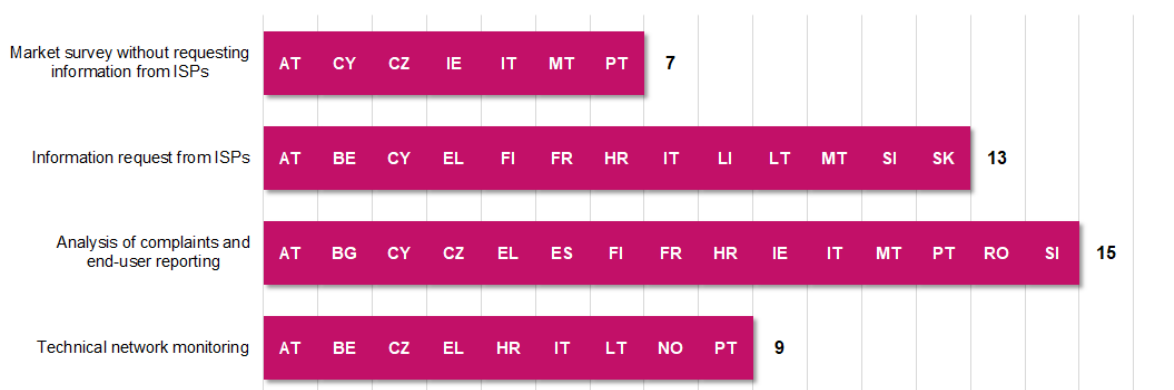 Market survey without requesting
information from ISPs
AT CY CZ IE IT MT PT 7
Information request from ISPs
AT BE CY EL FI FR HR IT LI LT MT SI SK 13
Analysis of complaints and
end-user reporting
AT BG CY CZ EL ES FI FR HR IE IT MT PT RO SI 15
Technical network monitoring
AT BE CZ EL HR IT LT NO PT 9